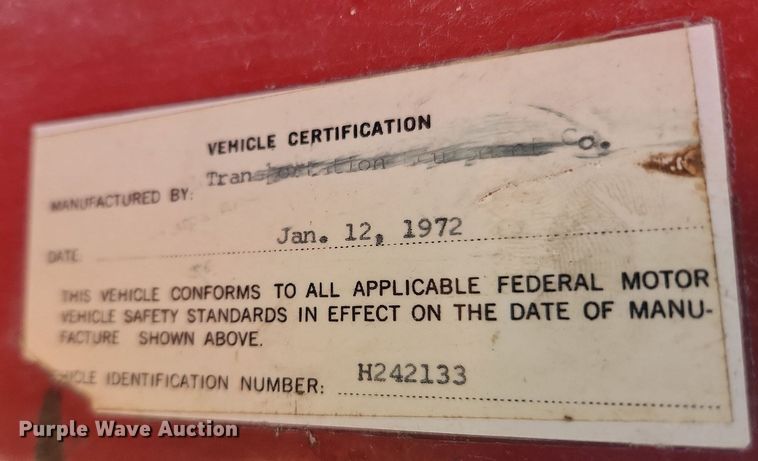 VEHICLE CERTIFICATION
MANUFACTURED BY: Transportation Co.
DATE: Jan. 12, 1972
THIS VEHICLE CONFORMS TO ALL APPLICABLE FEDERAL MOTOR
VEHICLE SAFETY STANDARDS IN EFFECT ON THE DATE OF MANU-
FACTURE SHOWN ABOVE.
IDENTIFICATION NUMBER: H242133
Purple Wave Auction